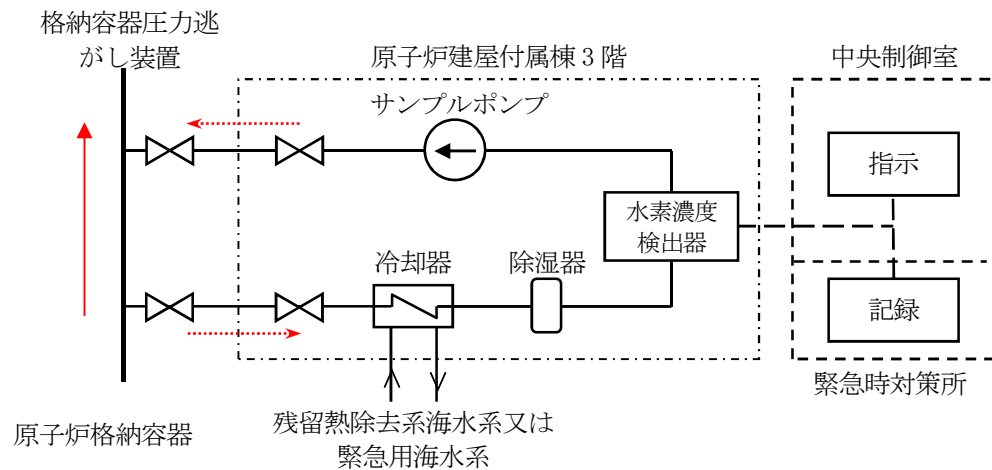 格納容器圧力逃
がし装置
原子炉建屋付属棟3階
中央制御室
サンプルポンプ
指示
水素濃度
検出器
冷却器
除湿器
記録
緊急時対策所
残留熱除去系海水系又は
緊急用海水系
原子炉格納容器